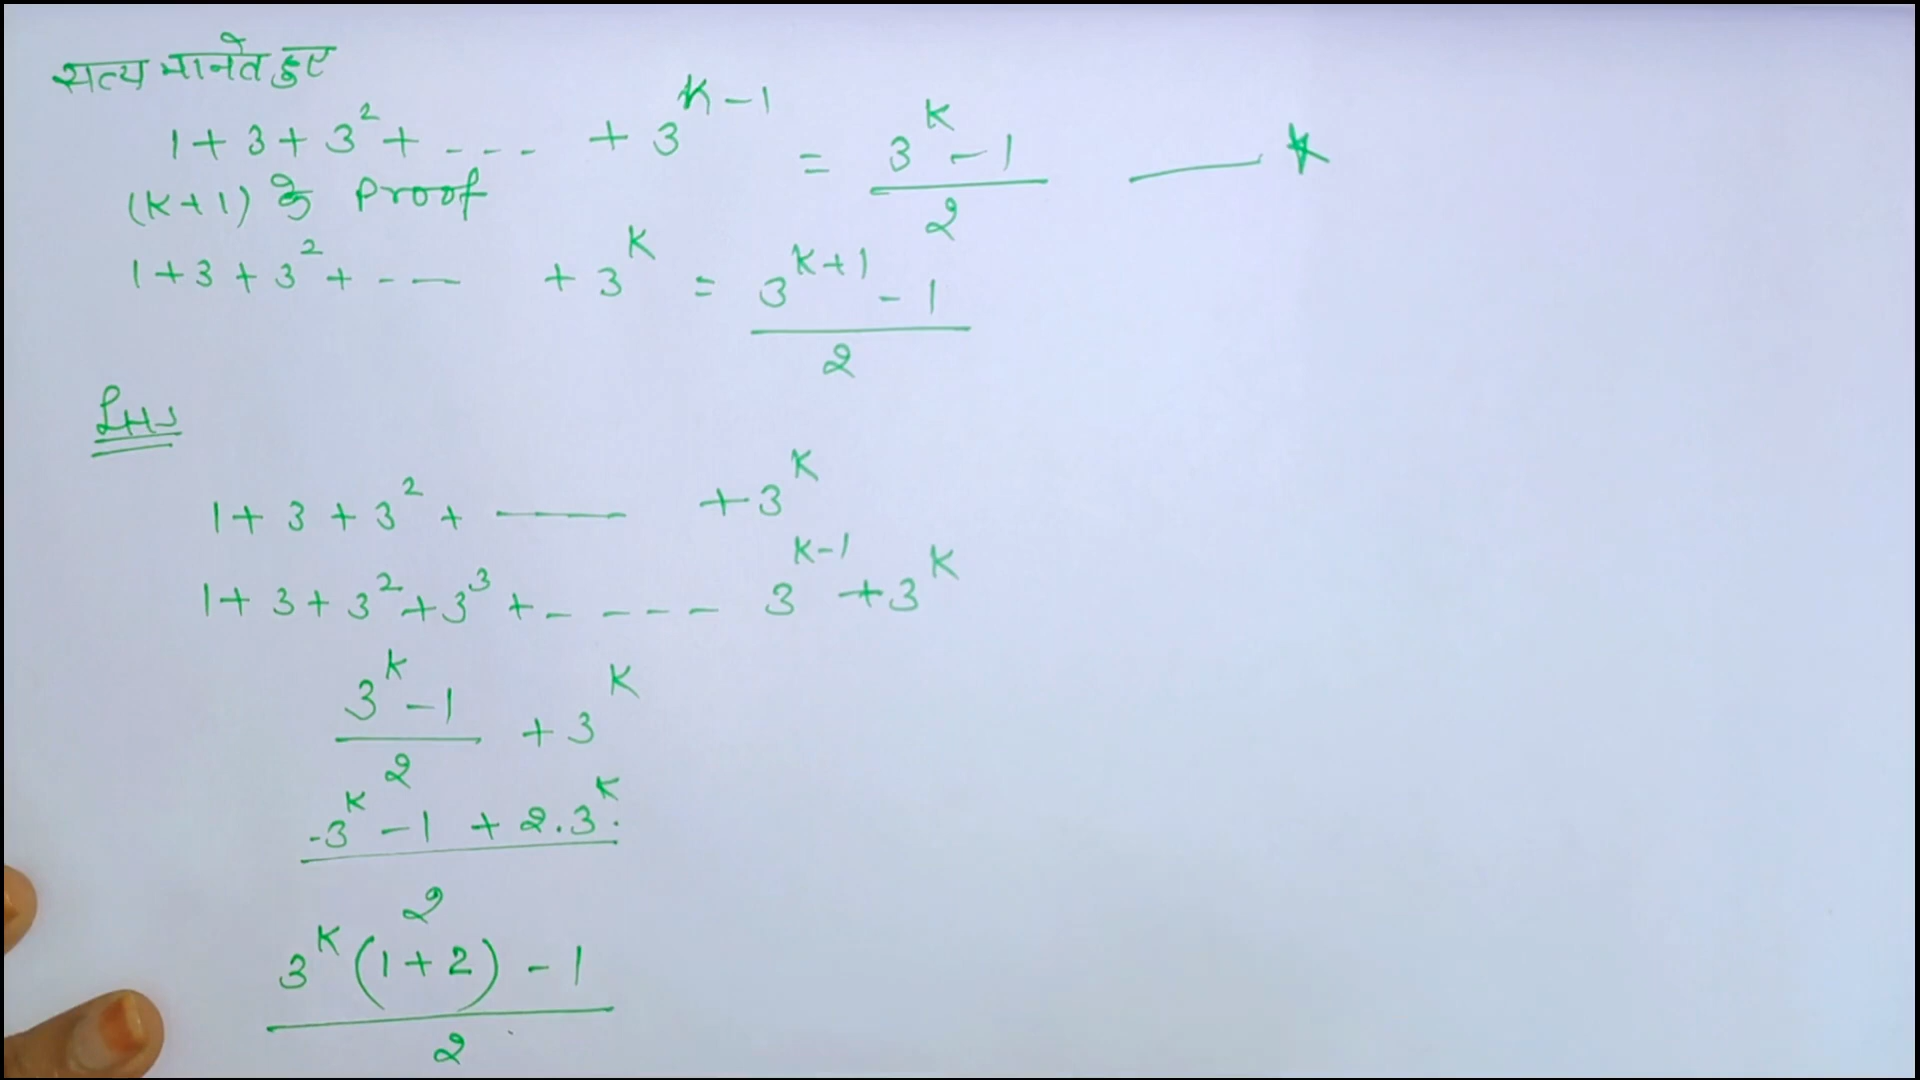 सत्य मानते हुए
1 + 3 + 3² + - - - + 3^(K-1) = (3^K - 1)/2 —— *
(K+1) के Proof
1 + 3 + 3² + - — — + 3^K = (3^(K+1) - 1)/2
LHS
1 + 3 + 3² + —— + 3^K
1 + 3 + 3² + 3³ + - - - - - 3^(K-1) + 3^K
(3^K - 1)/2 + 3^K
(3^K - 1 + 2.3^K)/2
(3^K (1+2) - 1)/2